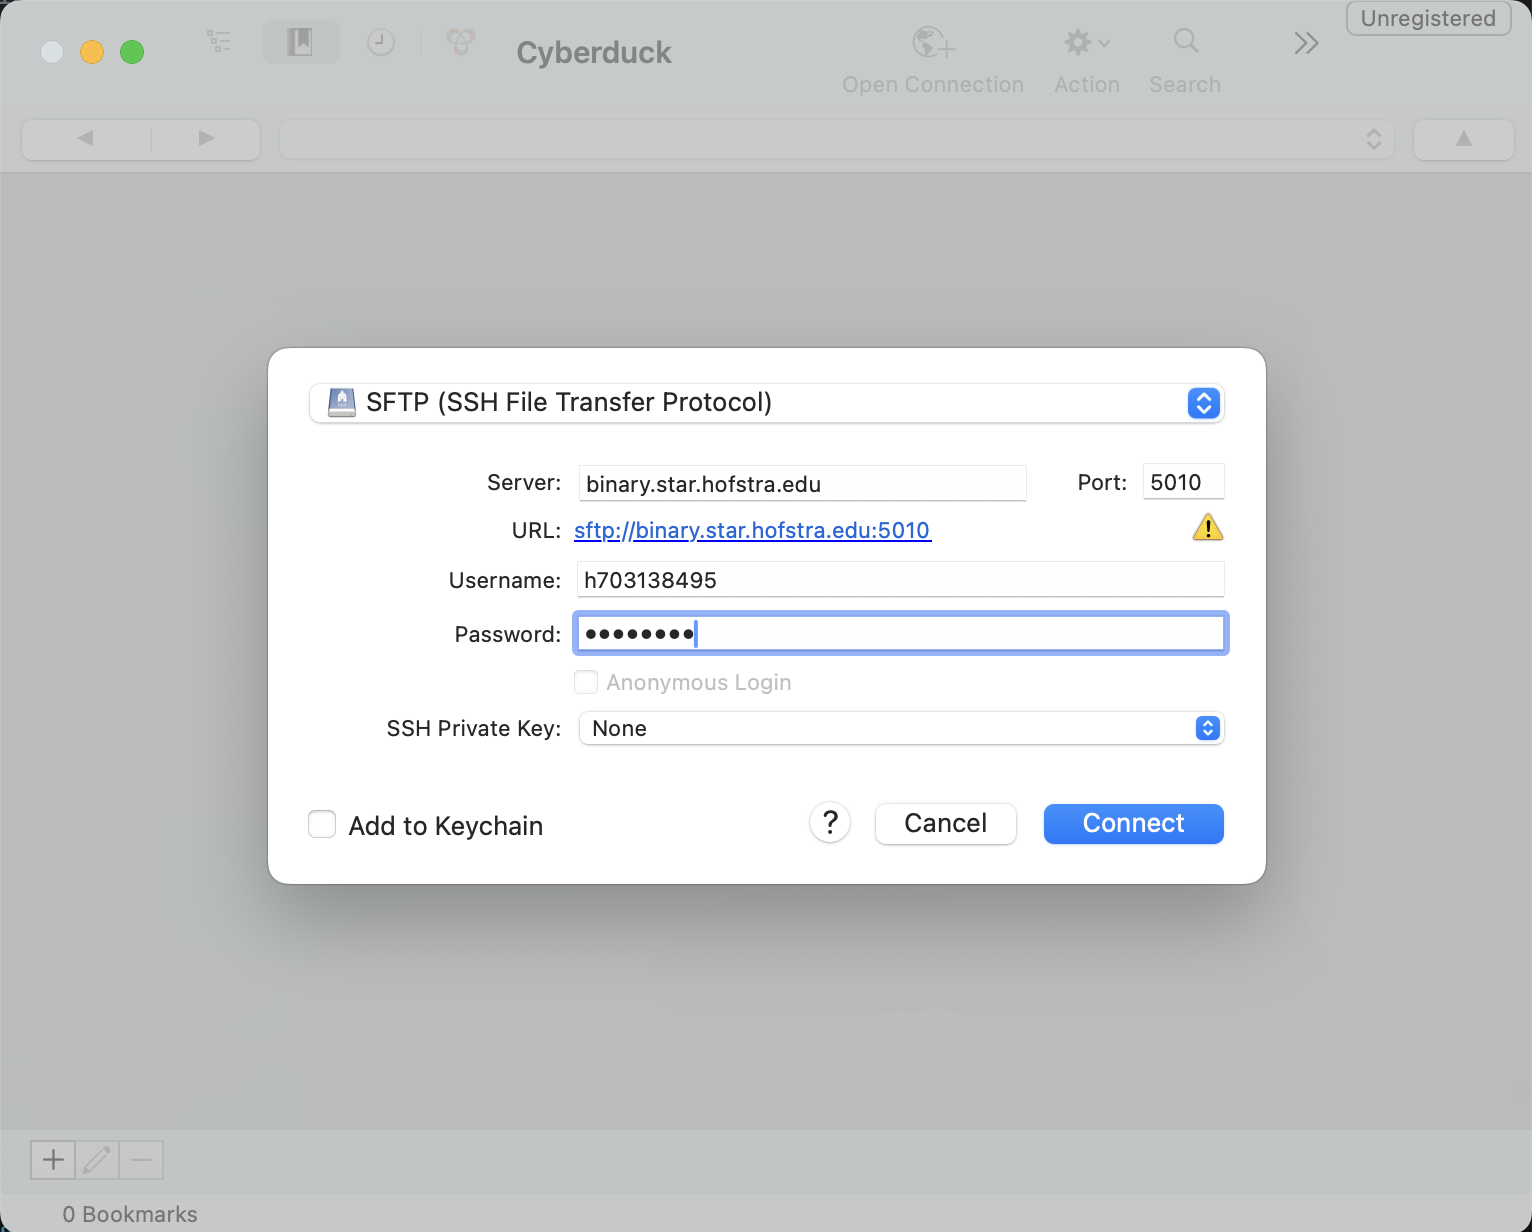 Unregistered
Cyberduck
Open Connection Action Search
SFTP (SSH File Transfer Protocol)
Server: binary.star.hofstra.edu Port: 5010
URL: sftp://binary.star.hofstra.edu:5010
Username: h703138495
Password: ••••••••
Anonymous Login
SSH Private Key: None
Add to Keychain ? Cancel Connect
0 Bookmarks